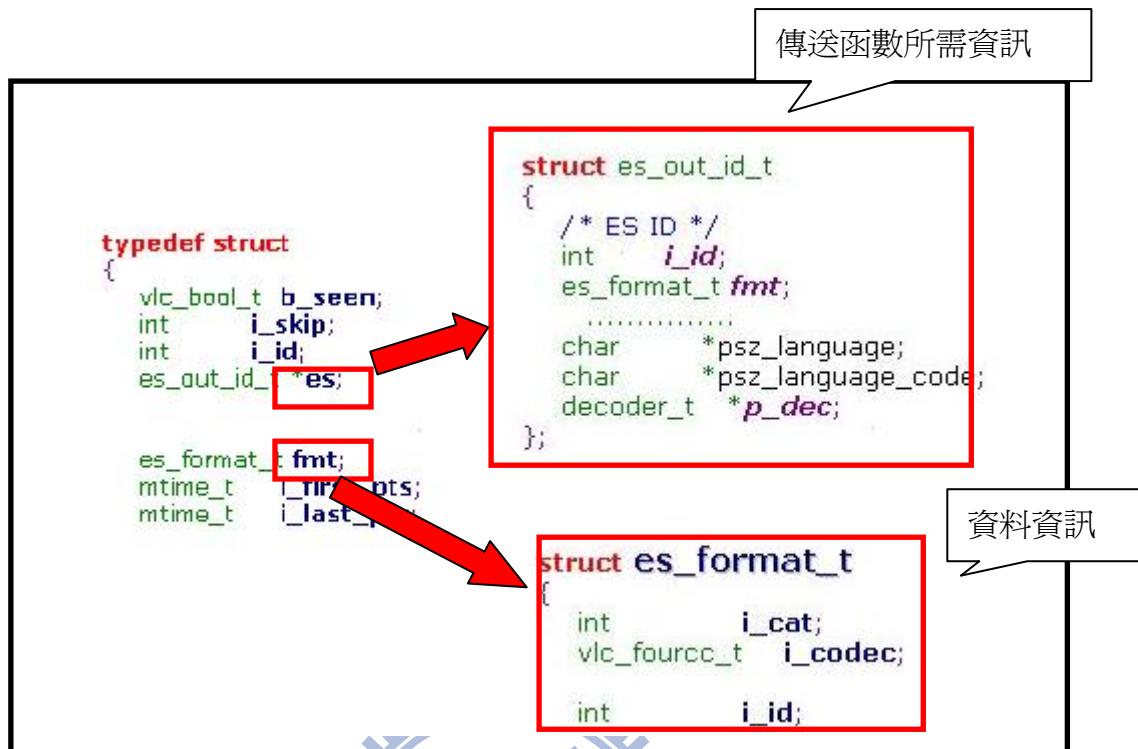 傳送函數所需資訊
typedef struct
{
vlc_bool_t b_seen;
int i_skip;
int i_id;
es_out_id_t *es;
es_format_t fmt;
mtime_t i_first_pts;
mtime_t i_last_pts;
struct es_out_id_t
{
/* ES ID */
int i_id;
es_format_t fmt;
...............
char *psz_language;
char *psz_language_code;
decoder_t *p_dec;
};
資料資訊
struct es_format_t
{
int i_cat;
vlc_fourcc_t i_codec;
int i_id;